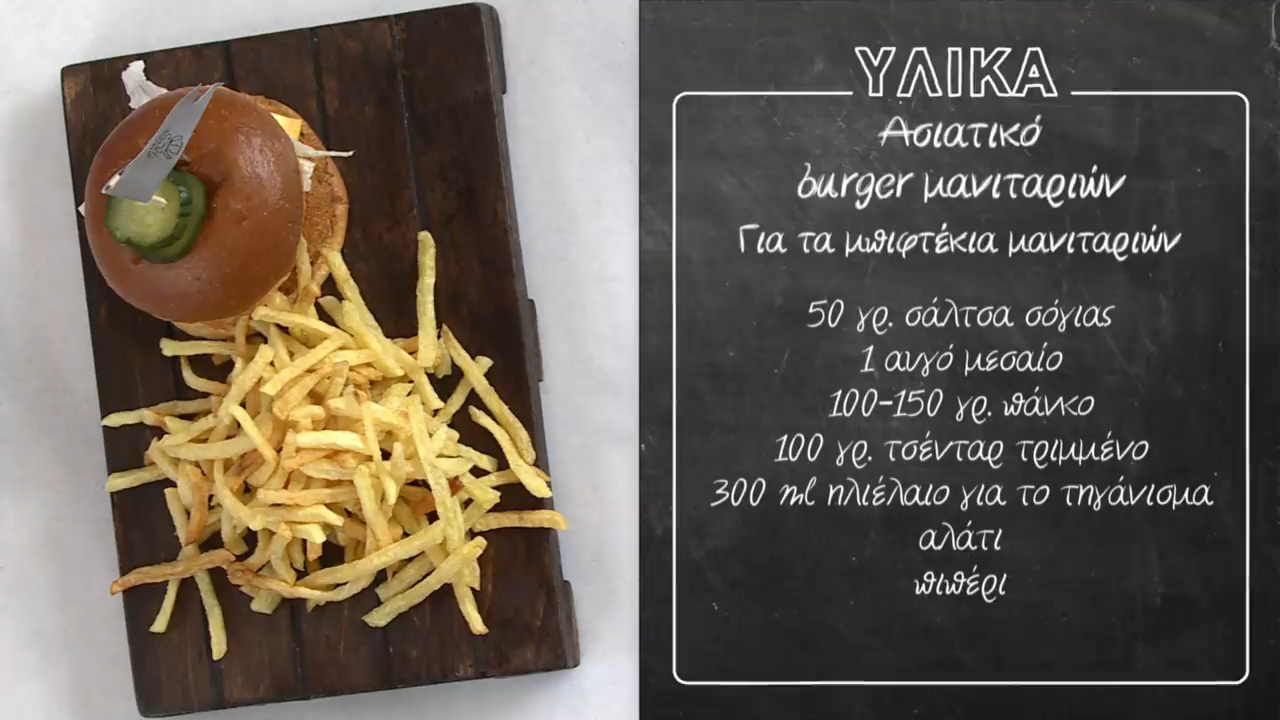 ΥΛΙΚΑ
Ασιατικό
burger μανιταριών
Για τα μπιφτέκια μανιταριών
50 γρ. σάλτσα σόγιας
1 αυγό μεσαίο
100-150 γρ. πάνκο
100 γρ. τσένταρ τριμμένο
300 ml ηλιέλαιο για το τηγάνισμα
αλάτι
πιπέρι